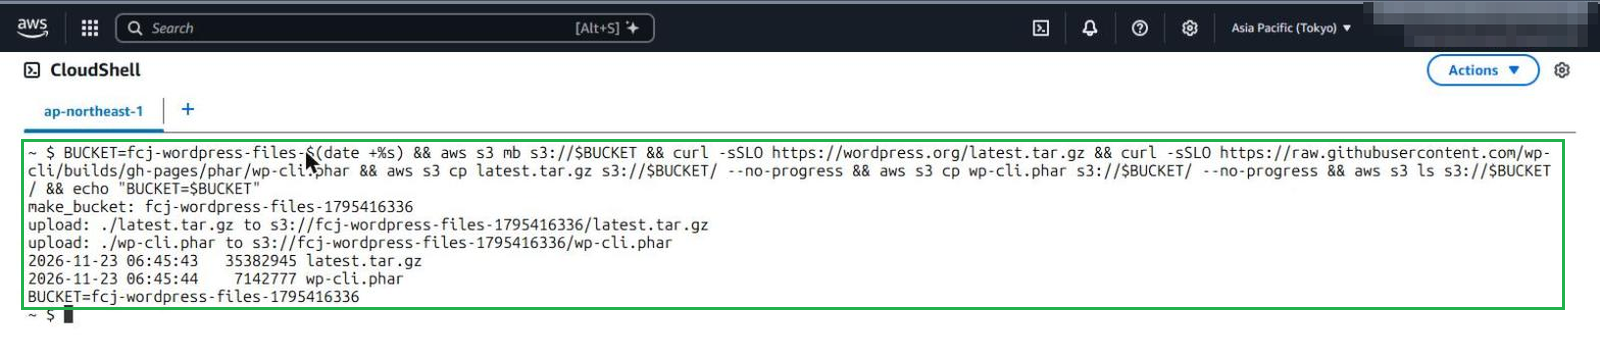 aws
Search
[Alt+S]
Asia Pacific (Tokyo)
CloudShell
Actions
ap-northeast-1
+
~ $ BUCKET=fcj-wordpress-files-$(date +%s) && aws s3 mb s3://$BUCKET && curl -sSLO https://wordpress.org/latest.tar.gz && curl -sSLO https://raw.githubusercontent.com/wp-
cli/builds/gh-pages/phar/wp-cli.phar && aws s3 cp latest.tar.gz s3://$BUCKET/ --no-progress && aws s3 cp wp-cli.phar s3://$BUCKET/ --no-progress && aws s3 ls s3://$BUCKET
/ && echo "BUCKET=$BUCKET"
make_bucket: fcj-wordpress-files-1795416336
upload: ./latest.tar.gz to s3://fcj-wordpress-files-1795416336/latest.tar.gz
upload: ./wp-cli.phar to s3://fcj-wordpress-files-1795416336/wp-cli.phar
2026-11-23 06:45:43   35382945 latest.tar.gz
2026-11-23 06:45:44    7142777 wp-cli.phar
BUCKET=fcj-wordpress-files-1795416336
~ $